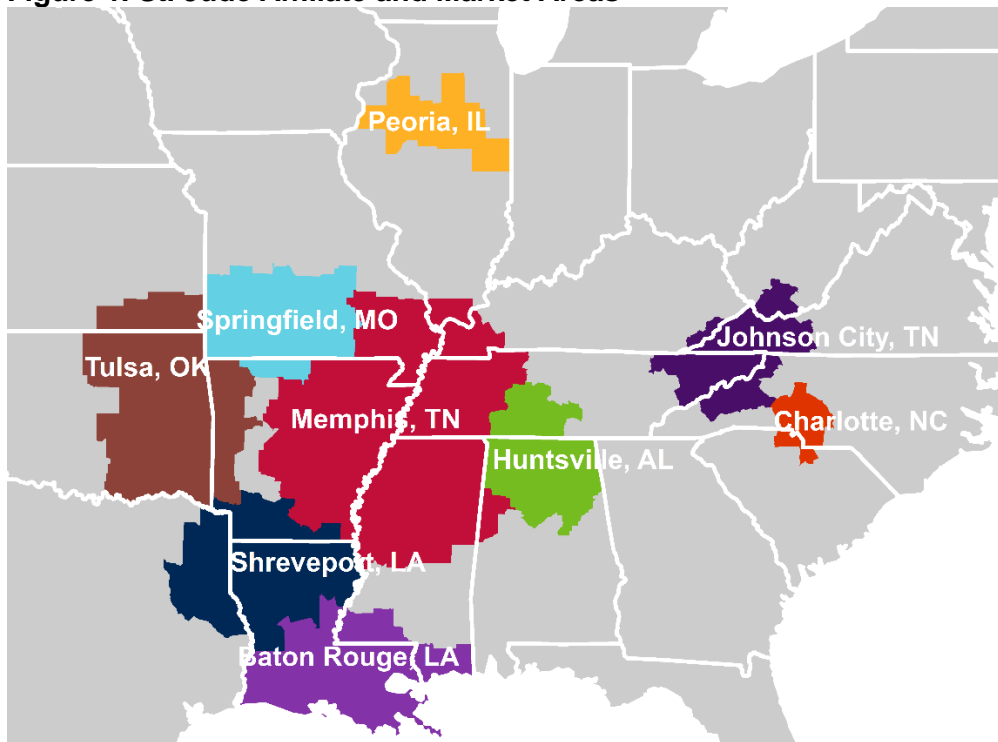 Peoria, IL
Springfield, MO
Johnson City, TN
Tulsa, OK
Memphis, TN
Charlotte, NC
Huntsville, AL
Shreveport, LA
Baton Rouge, LA